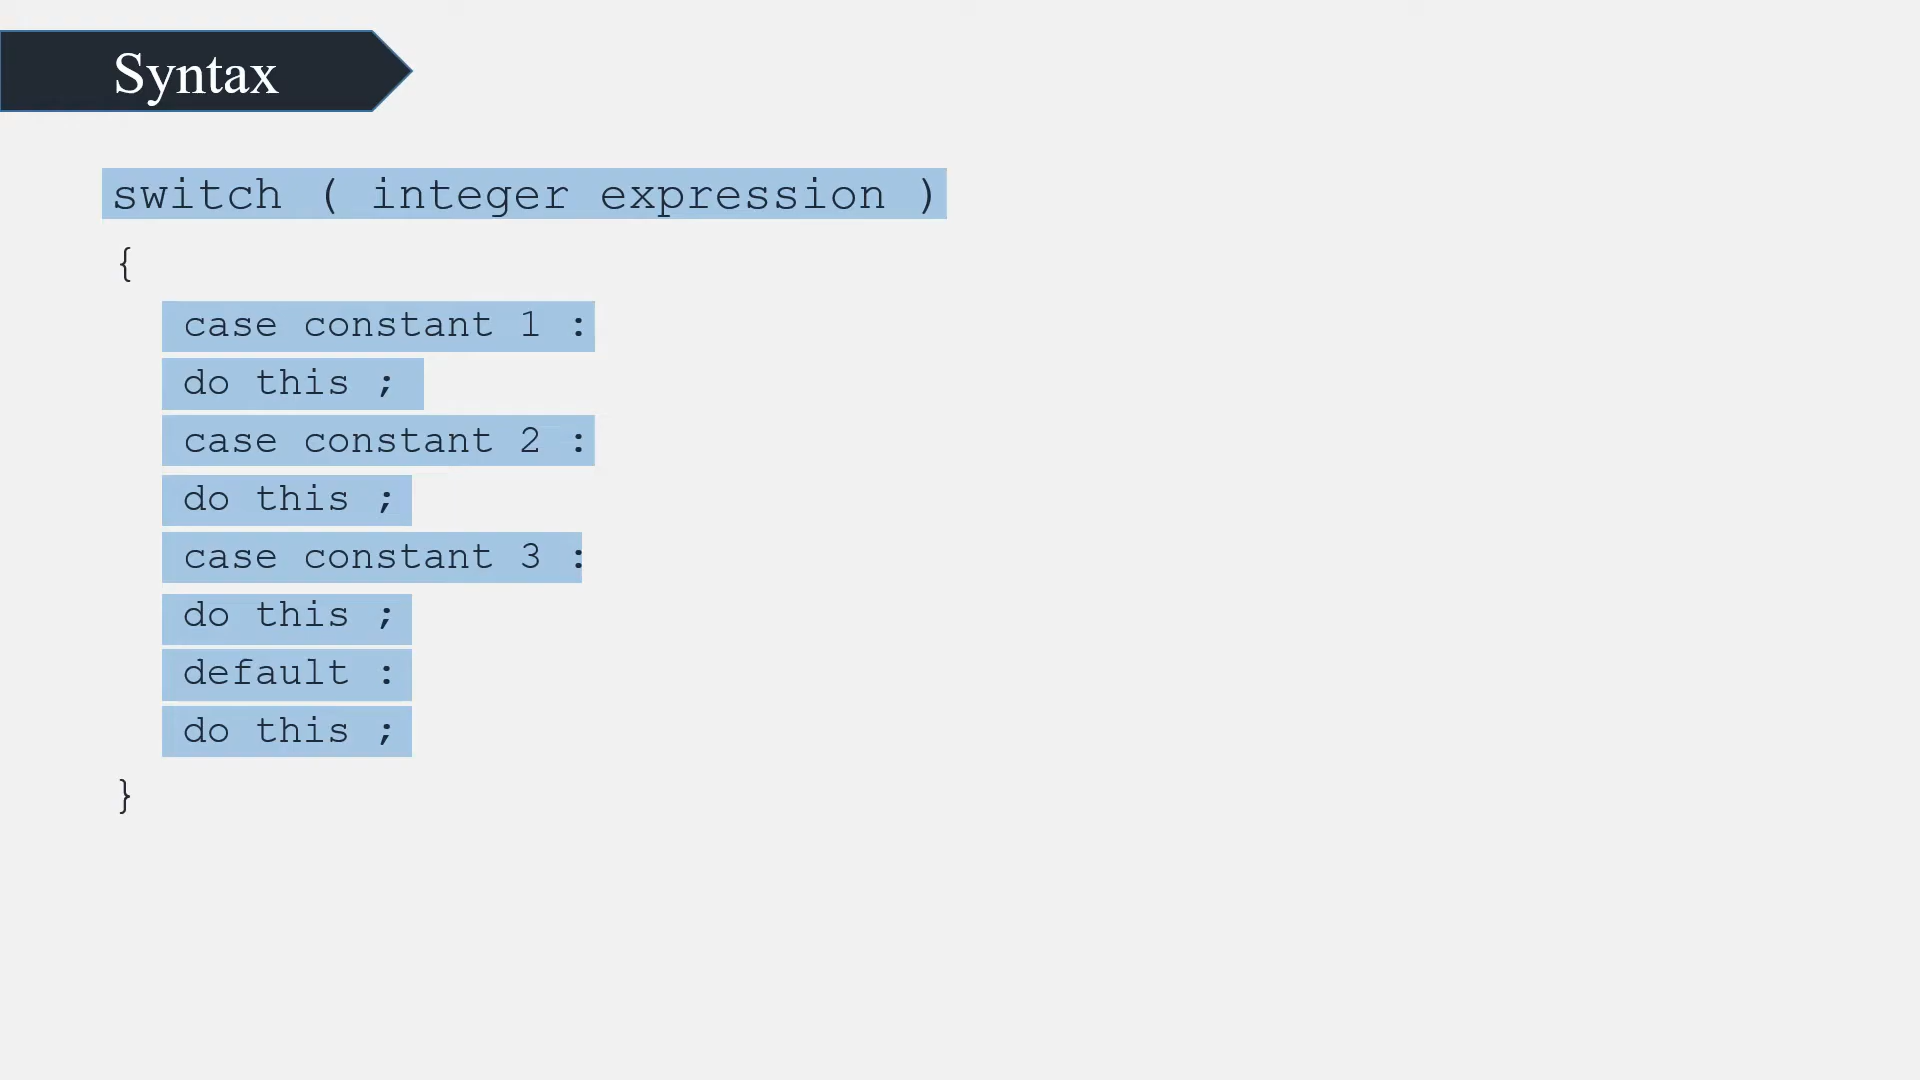 Syntax
switch ( integer expression )
{
case constant 1 :
do this ;
case constant 2 :
do this ;
case constant 3 :
do this ;
default :
do this ;
}